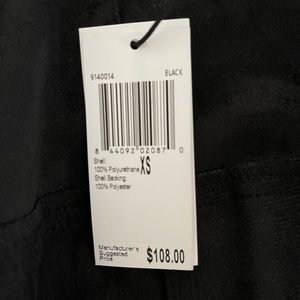 9140014 BLACK
8 44092 02087 0
Shell:
100% Polyurethane XS
Shell Backing:
100% Polyester
Manufacturer's
Suggested
Price $108.00